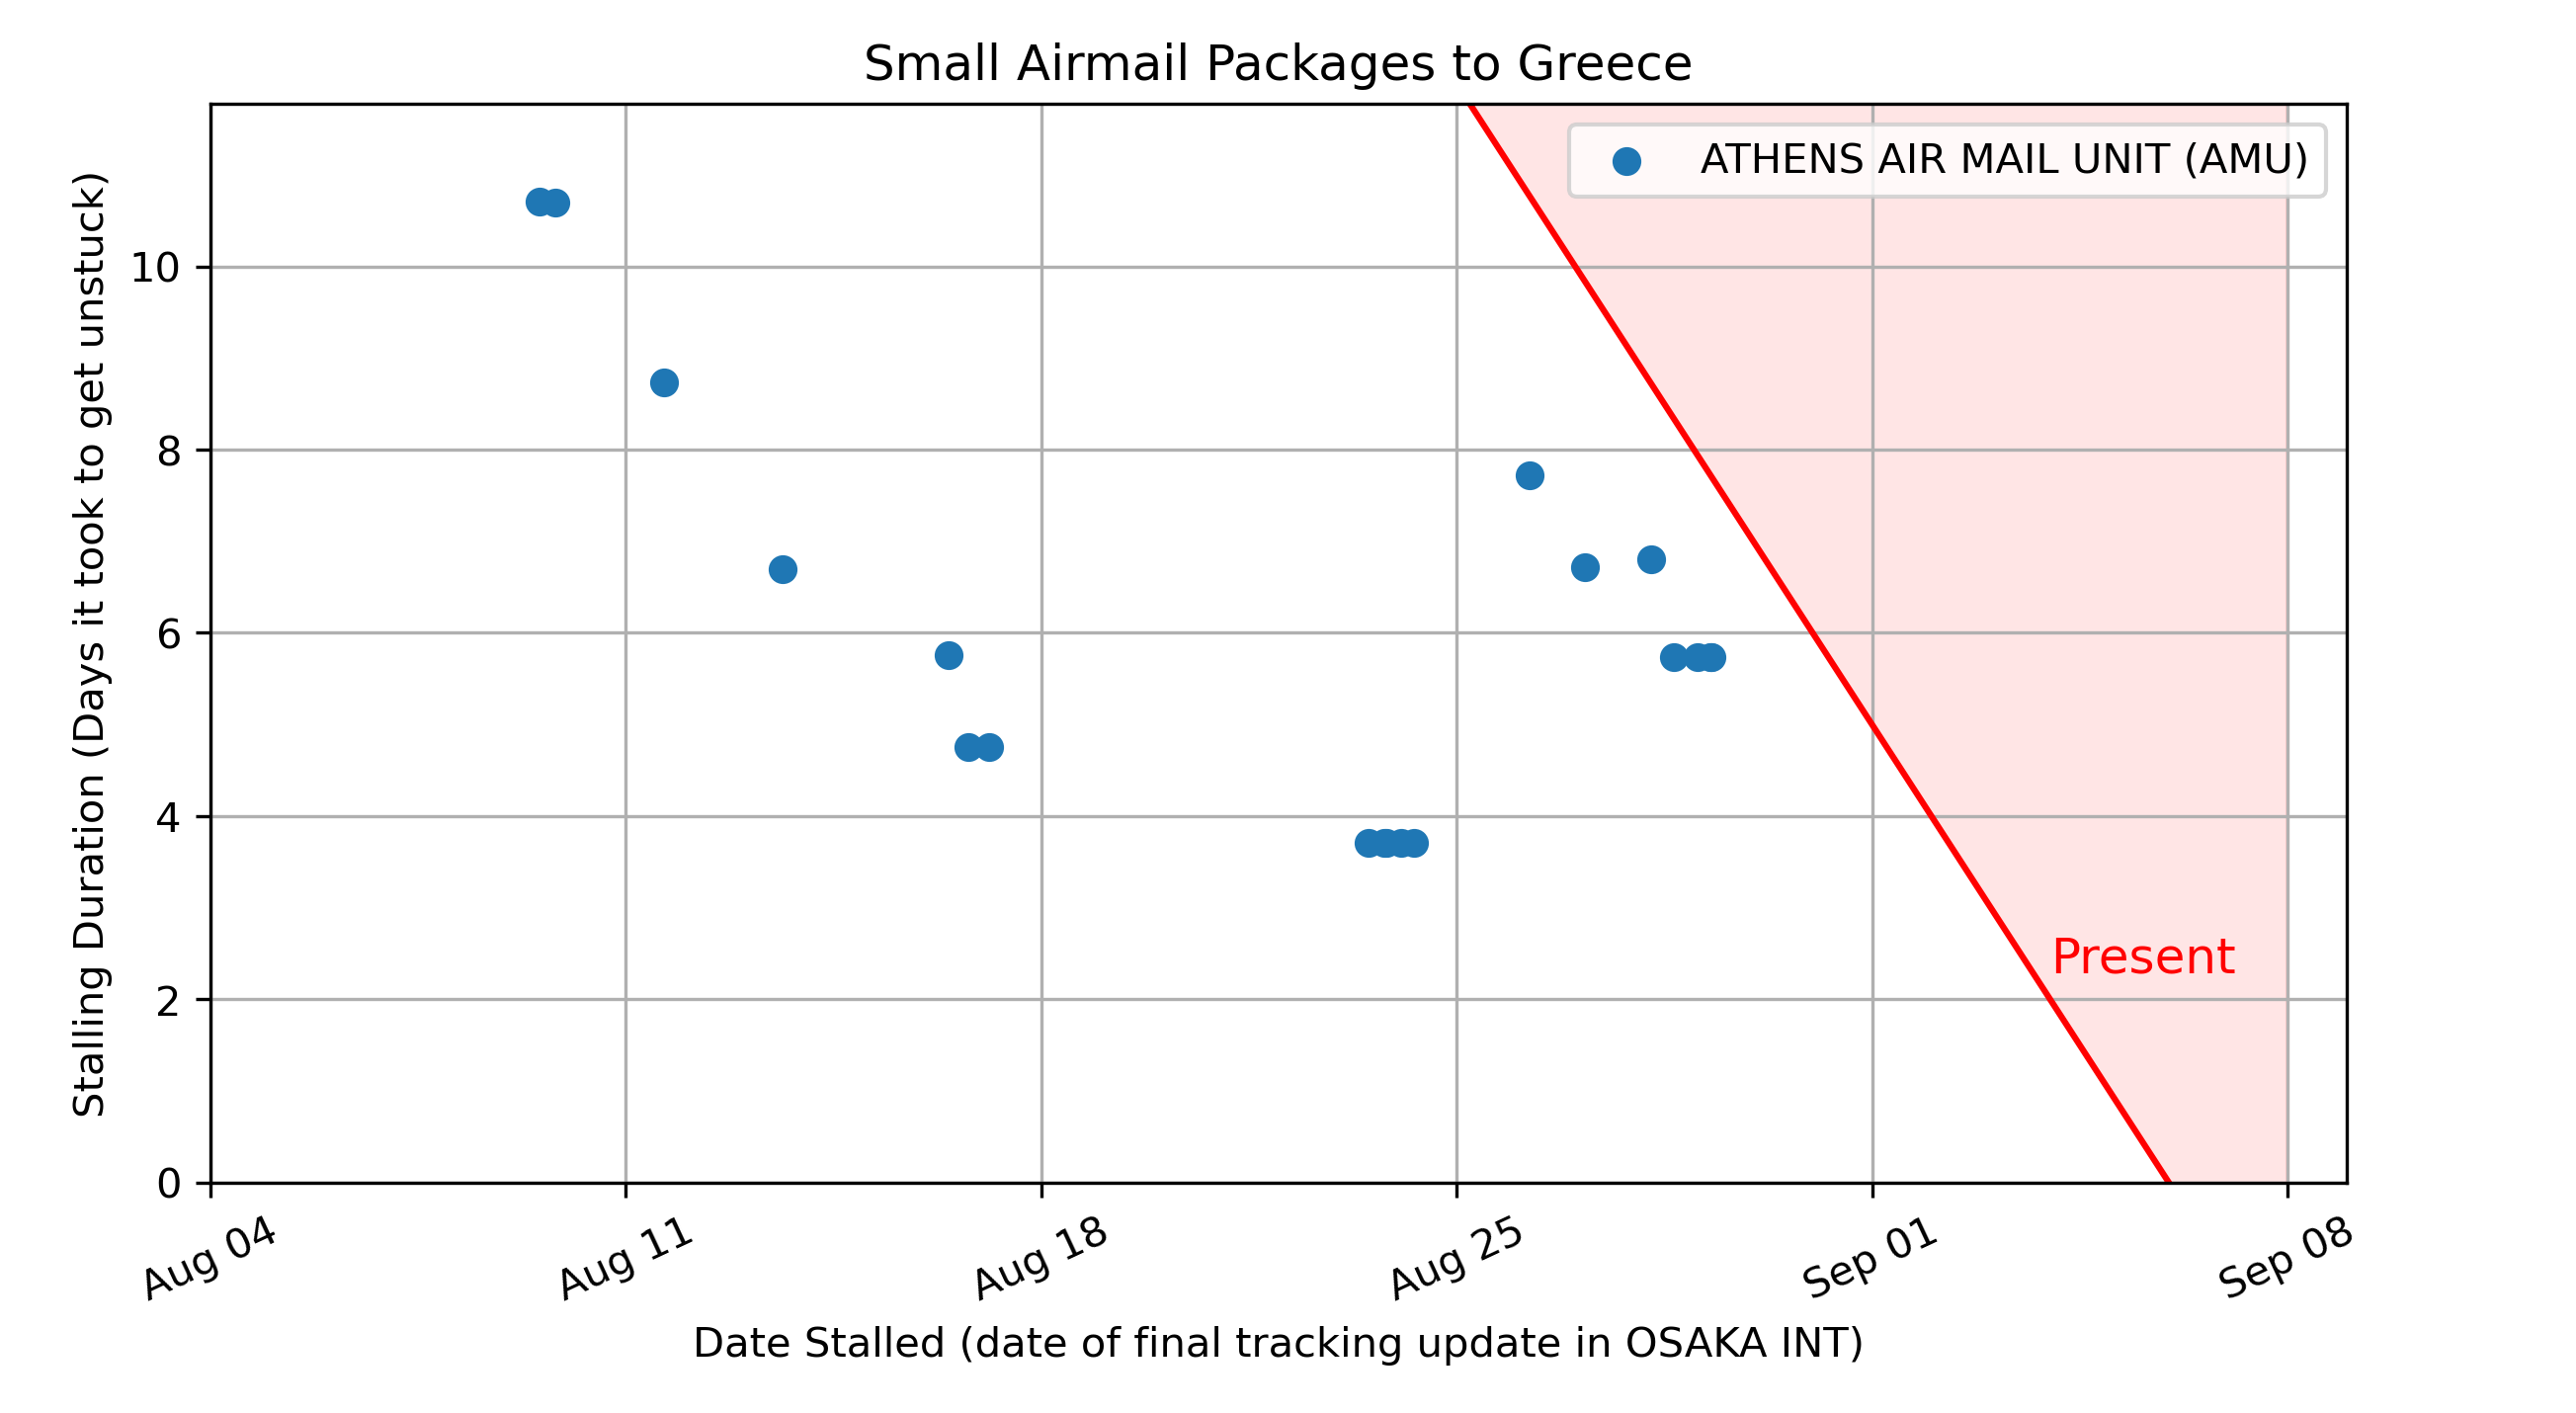 Small Airmail Packages to Greece
ATHENS AIR MAIL UNIT (AMU)
Stalling Duration (Days it took to get unstuck)
10
8
6
4
2
0
Present
Aug 04
Aug 11
Aug 18
Aug 25
Sep 01
Sep 08
Date Stalled (date of final tracking update in OSAKA INT)